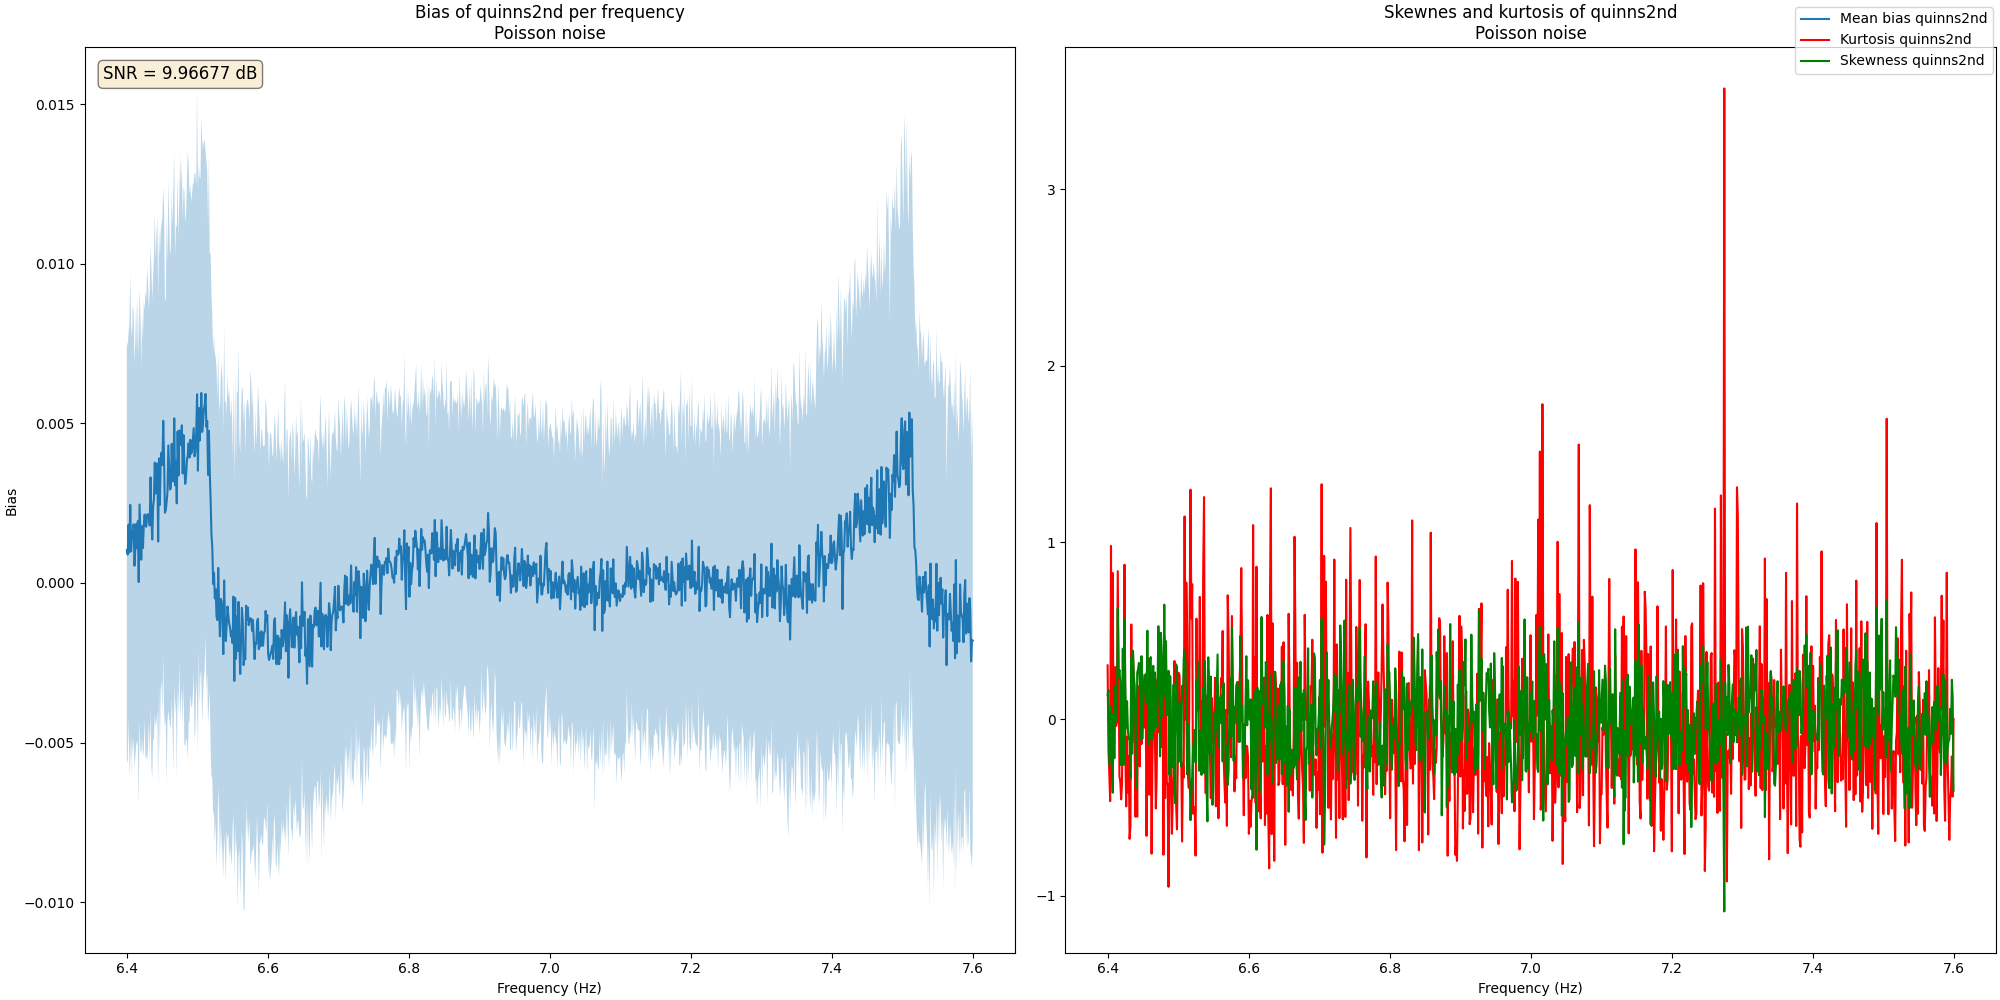 Bias of quinns2nd per frequency
Poisson noise
SNR = 9.96677 dB
0.015
0.010
0.005
0.000
−0.005
−0.010
Bias
6.4 6.6 6.8 7.0 7.2 7.4 7.6
Frequency (Hz)
Skewnes and kurtosis of quinns2nd
Poisson noise
Mean bias quinns2nd
Kurtosis quinns2nd
Skewness quinns2nd
3
2
1
0
−1
6.4 6.6 6.8 7.0 7.2 7.4 7.6
Frequency (Hz)